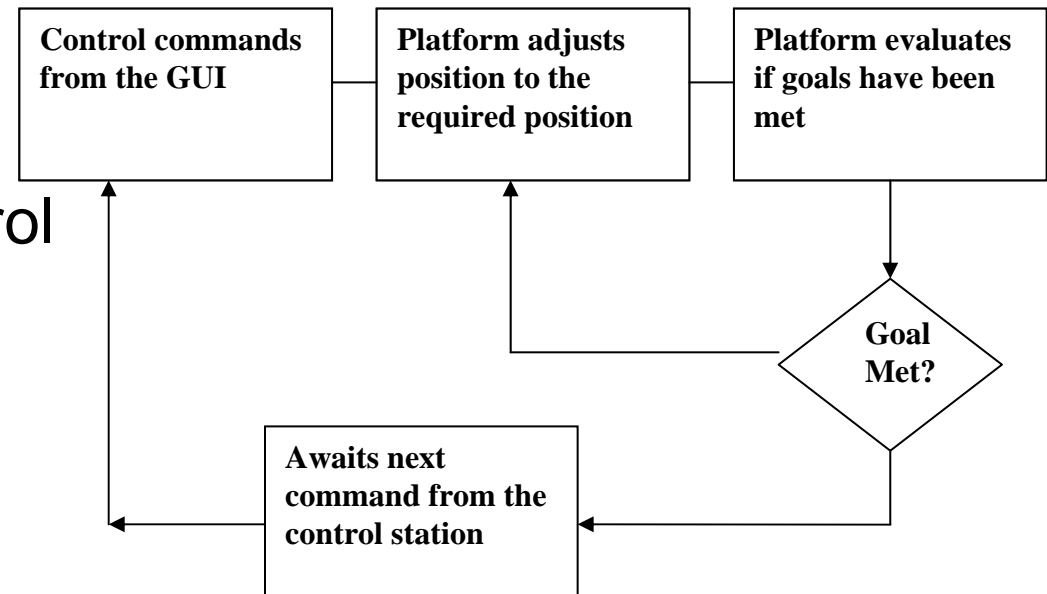 Control commands
from the GUI
Platform adjusts
position to the
required position
Platform evaluates
if goals have been
met
rol
Goal
Met?
Awaits next
command from the
control station